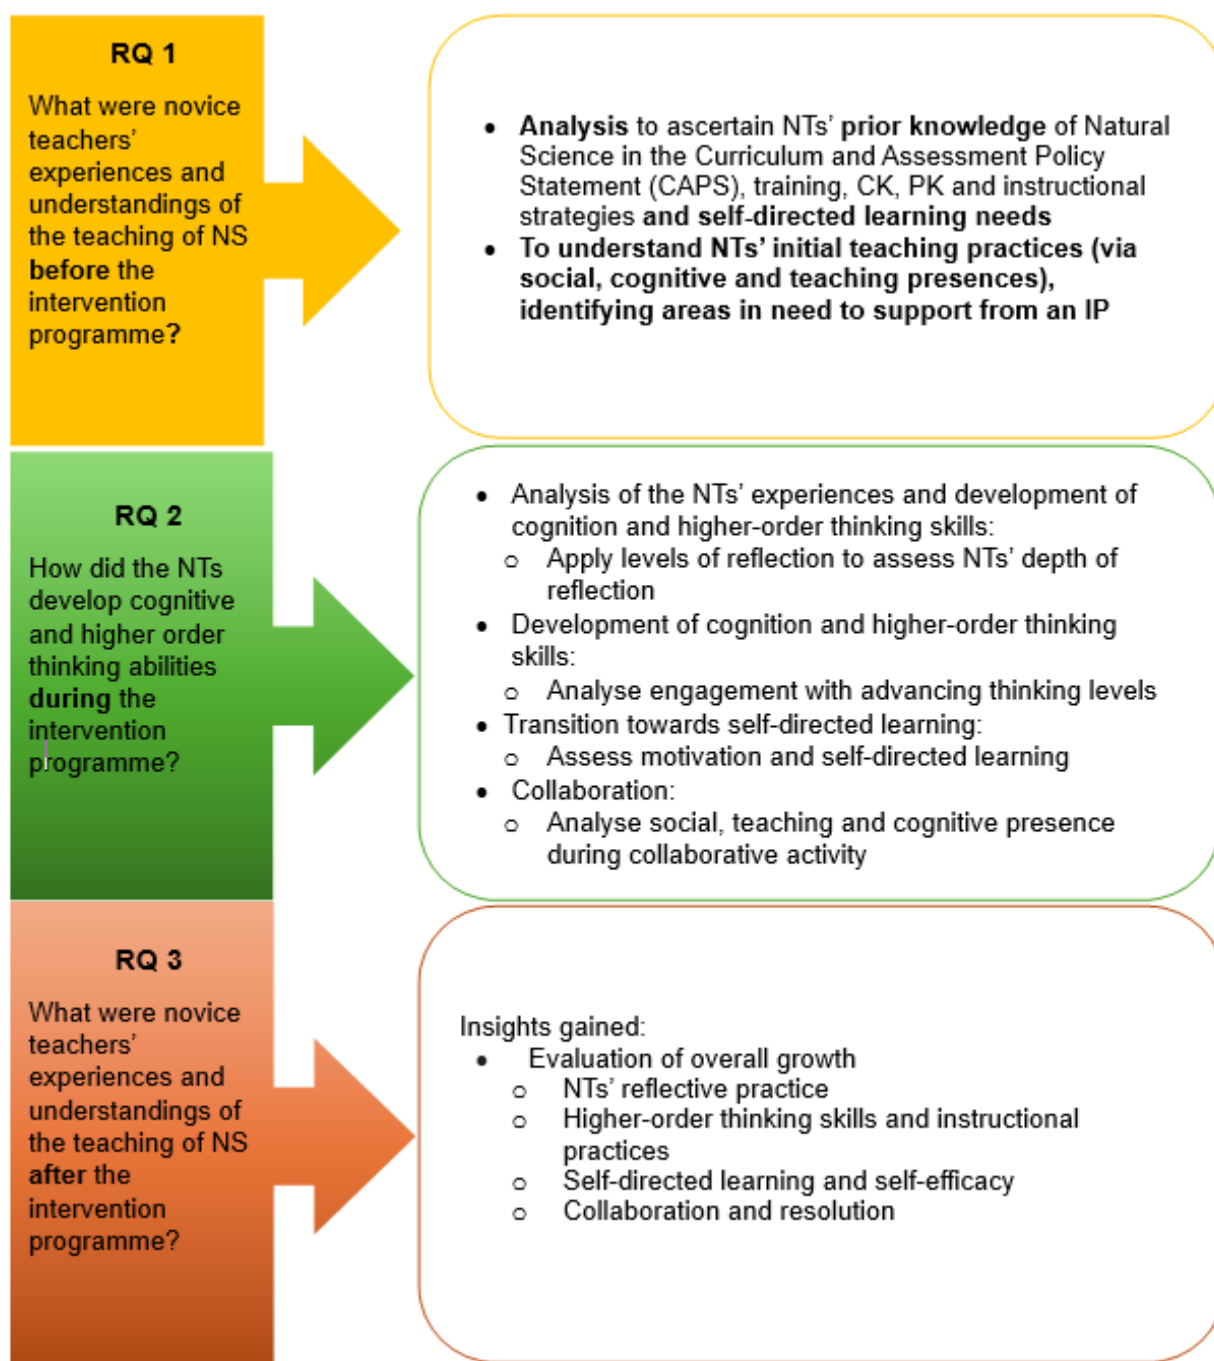 RQ 1
What were novice
teachers’
experiences and
understandings of
the teaching of NS
before the
intervention
programme?
• Analysis to ascertain NTs’ prior knowledge of Natural
Science in the Curriculum and Assessment Policy
Statement (CAPS), training, CK, PK and instructional
strategies and self-directed learning needs
• To understand NTs’ initial teaching practices (via
social, cognitive and teaching presences),
identifying areas in need to support from an IP
RQ 2
How did the NTs
develop cognitive
and higher order
thinking abilities
during the
intervention
programme?
• Analysis of the NTs’ experiences and development of
cognition and higher-order thinking skills:
o Apply levels of reflection to assess NTs’ depth of
reflection
• Development of cognition and higher-order thinking
skills:
o Analyse engagement with advancing thinking levels
• Transition towards self-directed learning:
o Assess motivation and self-directed learning
• Collaboration:
o Analyse social, teaching and cognitive presence
during collaborative activity
RQ 3
What were novice
teachers’
experiences and
understandings of
the teaching of NS
after the
intervention
programme?
Insights gained:
• Evaluation of overall growth
o NTs’ reflective practice
o Higher-order thinking skills and instructional
practices
o Self-directed learning and self-efficacy
o Collaboration and resolution